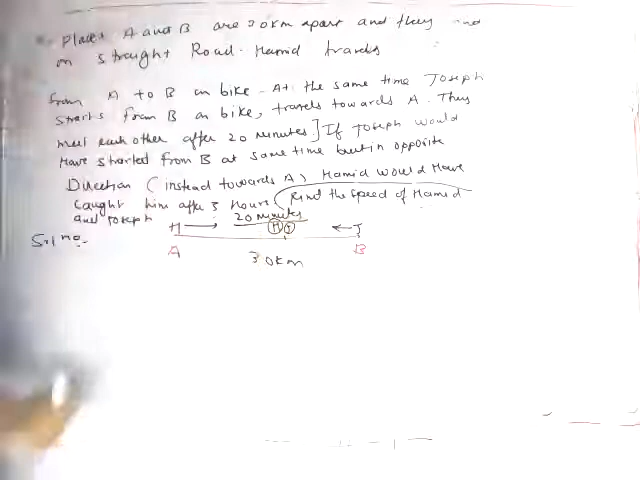 Places A and B are 30km apart and they are
on straight Road. Hamid travels
from A to B on bike. At the same time Joseph
starts from B on bike, travels towards A. They
meet each other after 20 minutes.] If Joseph would
Have started from B at same time but in opposite
Direction (instead towards A) Hamid would Have
caught him after 3 hours (Find the speed of Hamid
and Joseph
20 minutes
H → (H) (J) ← J
Sol no.
A 30km B